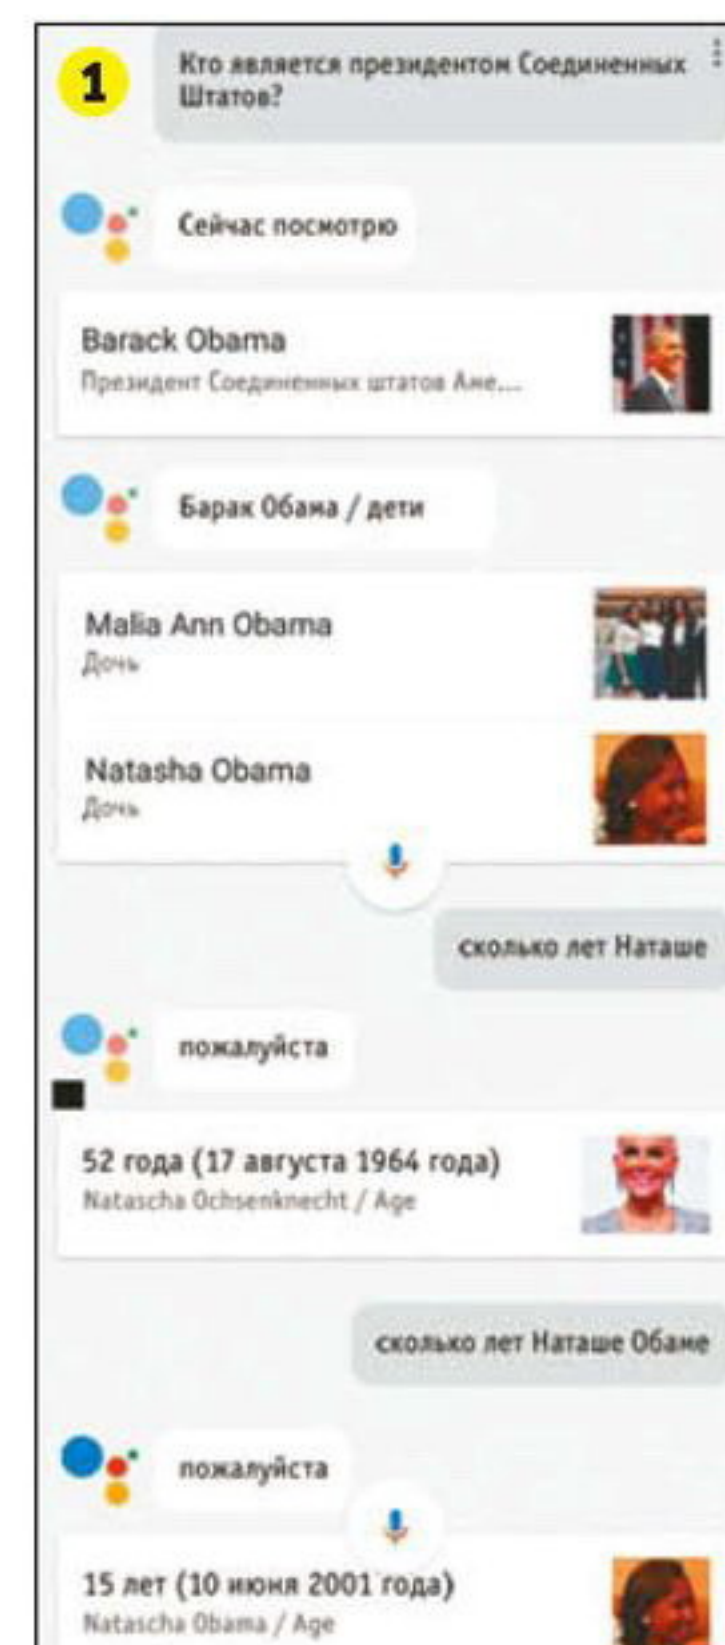 1
Кто является президентом Соединенных
Штатов?
Сейчас посмотрю
Barack Obama
Президент Соединенных штатов Аме...
Барак Обама / дети
Malia Ann Obama
Дочь
Natasha Obama
Дочь
сколько лет Наташе
пожалуйста
52 года (17 августа 1964 года)
Natascha Ochsenknecht / Age
сколько лет Наташе Обаме
пожалуйста
15 лет (10 июня 2001 года)
Natascha Obama / Age